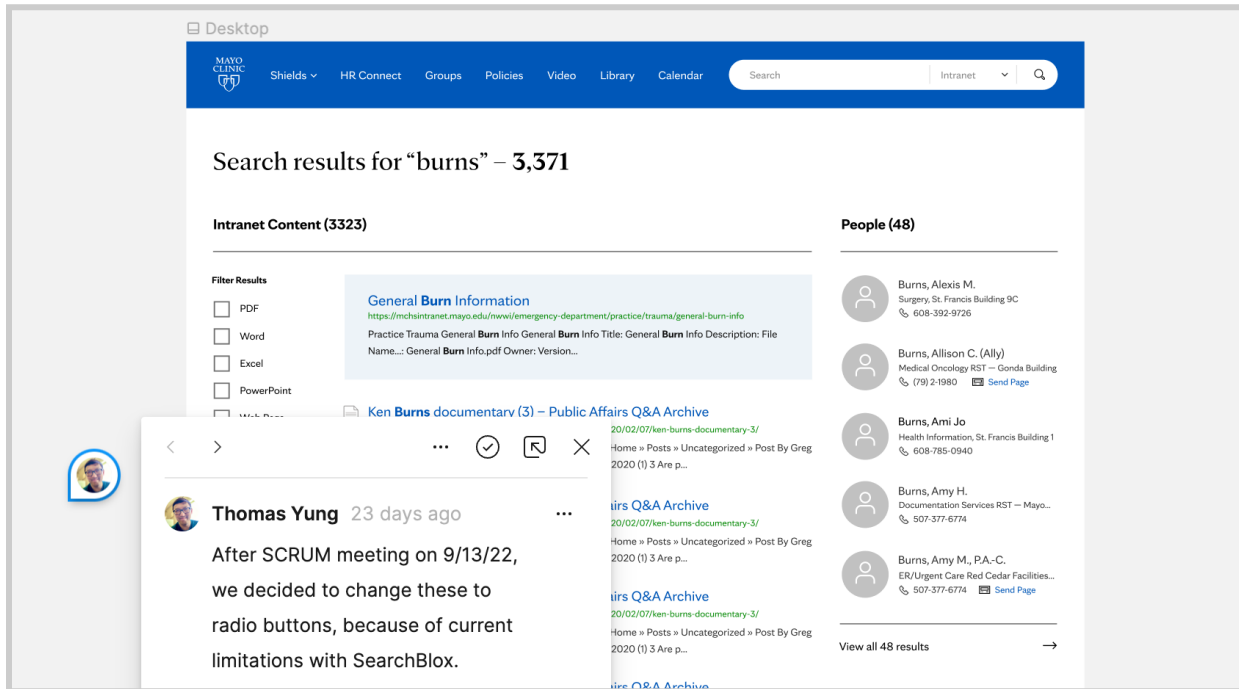 Desktop
MAYO
CLINIC
Shields HR Connect Groups Policies Video Library Calendar Search Intranet
Search results for “burns” – 3,371
Intranet Content (3323)
Filter Results
PDF
Word
Excel
PowerPoint
General Burn Information
https://mchsintranet.mayo.edu/nwwi/emergency-department/practice/trauma/general-burn-info
Practice Trauma General Burn Info General Burn Info Title: General Burn Info Description: File
Name...: General Burn Info.pdf Owner: Version...
Ken Burns documentary (3) – Public Affairs Q&A Archive
20/02/07/ken-burns-documentary-3/
Home » Posts » Uncategorized » Post By Greg
2020 (1) 3 Are p...
airs Q&A Archive
20/02/07/ken-burns-documentary-3/
Home » Posts » Uncategorized » Post By Greg
2020 (1) 3 Are p...
airs Q&A Archive
20/02/07/ken-burns-documentary-3/
Home » Posts » Uncategorized » Post By Greg
2020 (1) 3 Are p...
airs Q&A Archive
People (48)
Burns, Alexis M.
Surgery, St. Francis Building 9C
608-392-9726
Burns, Allison C. (Ally)
Medical Oncology RST — Gonda Building
(79) 2-1980 Send Page
Burns, Ami Jo
Health Information, St. Francis Building 1
608-785-0940
Burns, Amy H.
Documentation Services RST — Mayo...
507-377-6774
Burns, Amy M., P.A.-C.
ER/Urgent Care Red Cedar Facilities...
507-377-6774 Send Page
View all 48 results
Thomas Yung 23 days ago
After SCRUM meeting on 9/13/22,
we decided to change these to
radio buttons, because of current
limitations with SearchBlox.